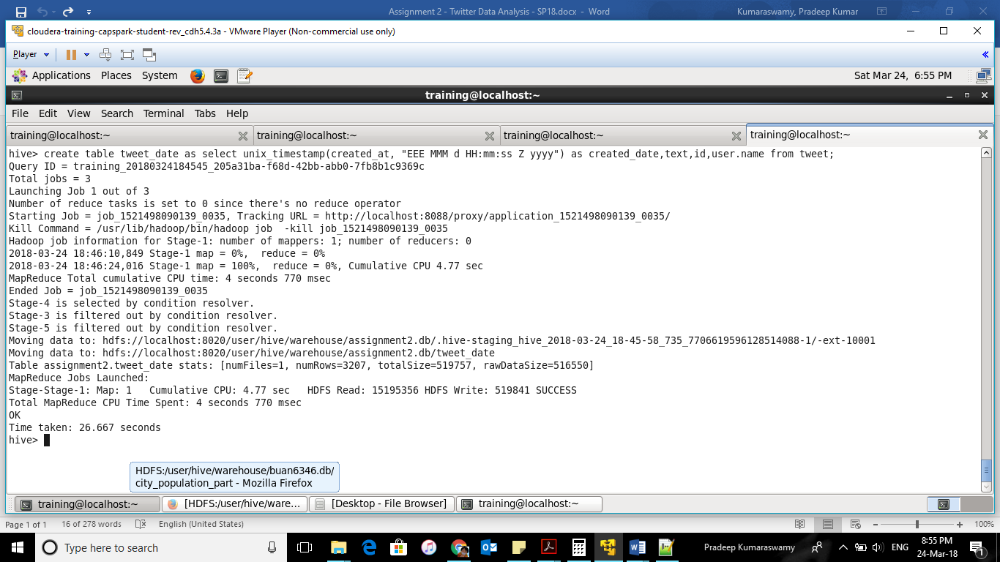 Assignment 2 - Twitter Data Analysis - SP18.docx - Word
Kumaraswamy, Pradeep Kumar
cloudera-training-capspark-student-rev_cdh5.4.3a - VMware Player (Non-commercial use only)
Player
Applications Places System
Sat Mar 24, 6:55 PM
training@localhost:~
File Edit View Search Terminal Tabs Help
training@localhost:~ training@localhost:~ training@localhost:~ training@localhost:~
hive> create table tweet_date as select unix_timestamp(created_at, "EEE MMM d HH:mm:ss Z yyyy") as created_date,text,id,user.name from tweet;
Query ID = training_20180324184545_205a31ba-f68d-42bb-abb0-7fb8b1c9369c
Total jobs = 3
Launching Job 1 out of 3
Number of reduce tasks is set to 0 since there's no reduce operator
Starting Job = job_1521498090139_0035, Tracking URL = http://localhost:8088/proxy/application_1521498090139_0035/
Kill Command = /usr/lib/hadoop/bin/hadoop job  -kill job_1521498090139_0035
Hadoop job information for Stage-1: number of mappers: 1; number of reducers: 0
2018-03-24 18:46:10,849 Stage-1 map = 0%,  reduce = 0%
2018-03-24 18:46:24,016 Stage-1 map = 100%,  reduce = 0%, Cumulative CPU 4.77 sec
MapReduce Total cumulative CPU time: 4 seconds 770 msec
Ended Job = job_1521498090139_0035
Stage-4 is selected by condition resolver.
Stage-3 is filtered out by condition resolver.
Stage-5 is filtered out by condition resolver.
Moving data to: hdfs://localhost:8020/user/hive/warehouse/assignment2.db/.hive-staging_hive_2018-03-24_18-45-58_735_7706619596128514088-1/-ext-10001
Moving data to: hdfs://localhost:8020/user/hive/warehouse/assignment2.db/tweet_date
Table assignment2.tweet_date stats: [numFiles=1, numRows=3207, totalSize=519757, rawDataSize=516550]
MapReduce Jobs Launched:
Stage-Stage-1: Map: 1   Cumulative CPU: 4.77 sec   HDFS Read: 15195356 HDFS Write: 519841 SUCCESS
Total MapReduce CPU Time Spent: 4 seconds 770 msec
OK
Time taken: 26.667 seconds
hive>
HDFS:/user/hive/warehouse/buan6346.db/
city_population_part - Mozilla Firefox
training@localhost:~ [HDFS:/user/hive/ware... [Desktop - File Browser] training@localhost:~
Page 1 of 1 16 of 278 words English (United States) 100%
Type here to search
Pradeep Kumaraswamy
ENG
8:55 PM
24-Mar-18
1